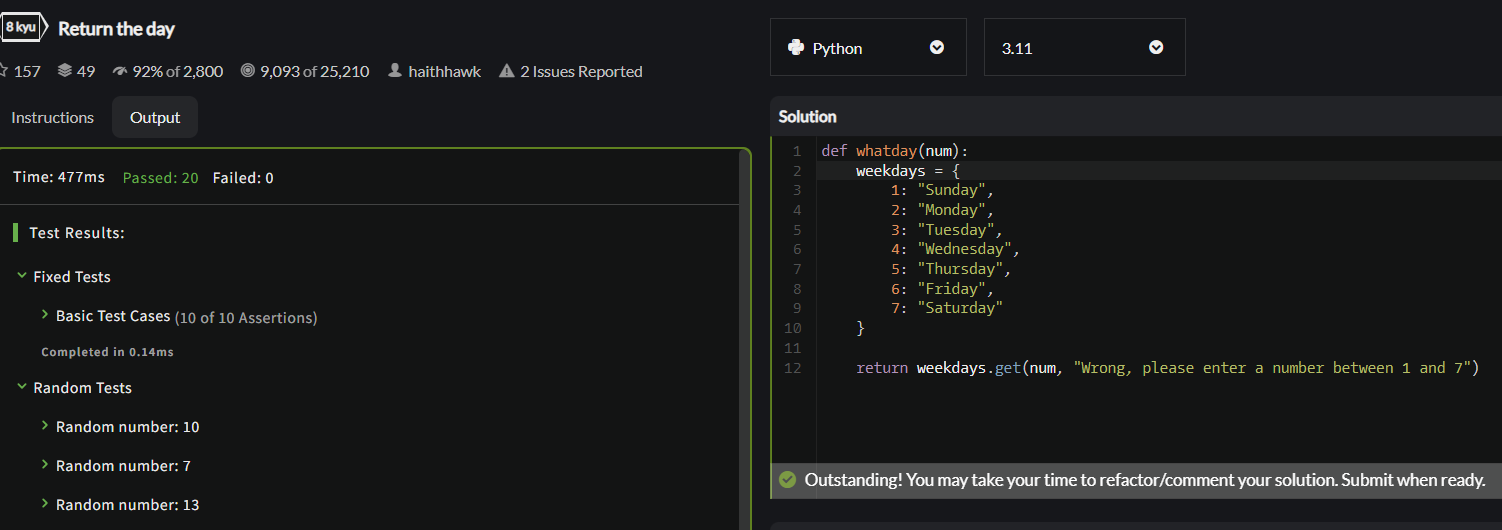 8 kyu Return the day
157 49 92% of 2,800 9,093 of 25,210 haithhawk 2 Issues Reported
Instructions Output
Time: 477ms Passed: 20 Failed: 0
Test Results:
Fixed Tests
Basic Test Cases (10 of 10 Assertions)
Completed in 0.14ms
Random Tests
Random number: 10
Random number: 7
Random number: 13
Python 3.11
Solution
1 def whatday(num):
2     weekdays = {
3         1: "Sunday",
4         2: "Monday",
5         3: "Tuesday",
6         4: "Wednesday",
7         5: "Thursday",
8         6: "Friday",
9         7: "Saturday"
10     }
11
12     return weekdays.get(num, "Wrong, please enter a number between 1 and 7")
Outstanding! You may take your time to refactor/comment your solution. Submit when ready.